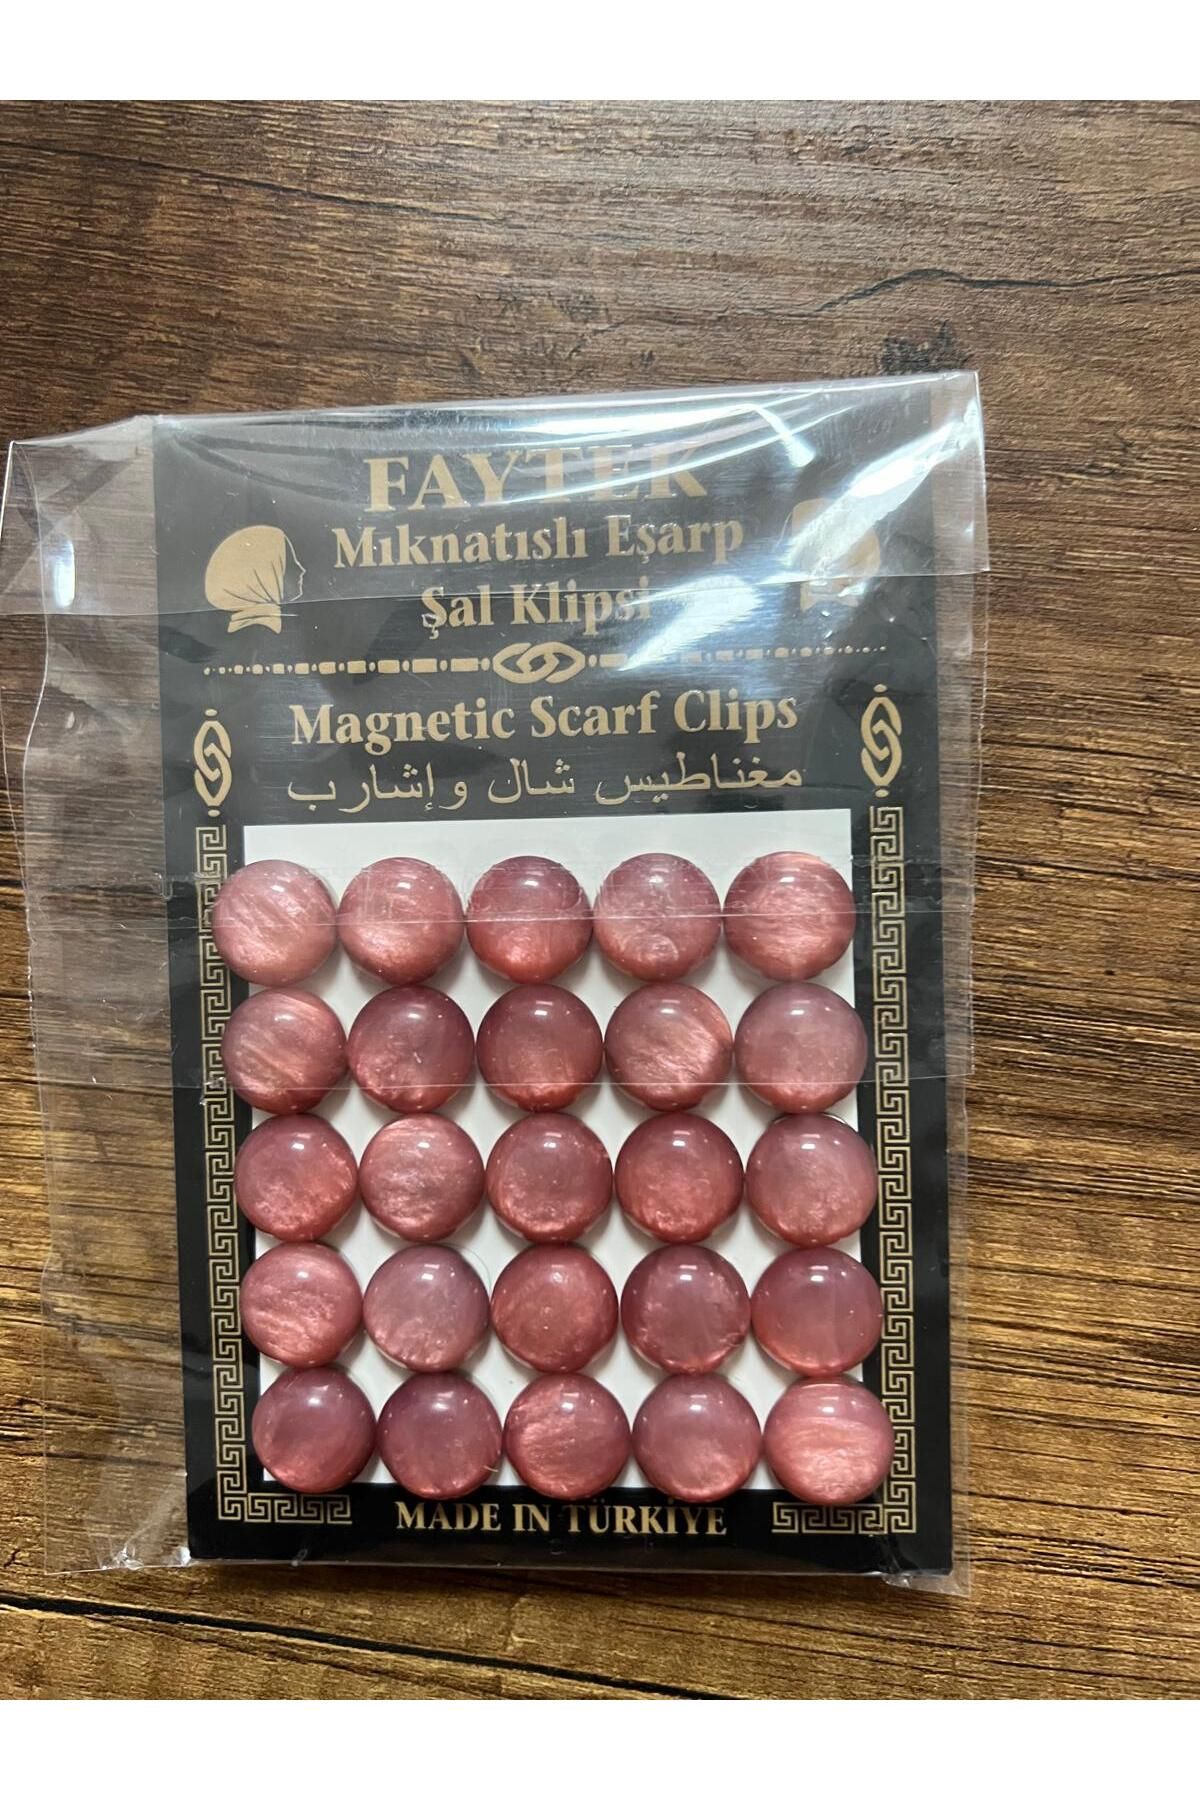 FAYTEK
Mıknatıslı Eşarp
Şal Klipsi
Magnetic Scarf Clips
مغناطيس شال وإشارب
MADE IN TÜRKİYE